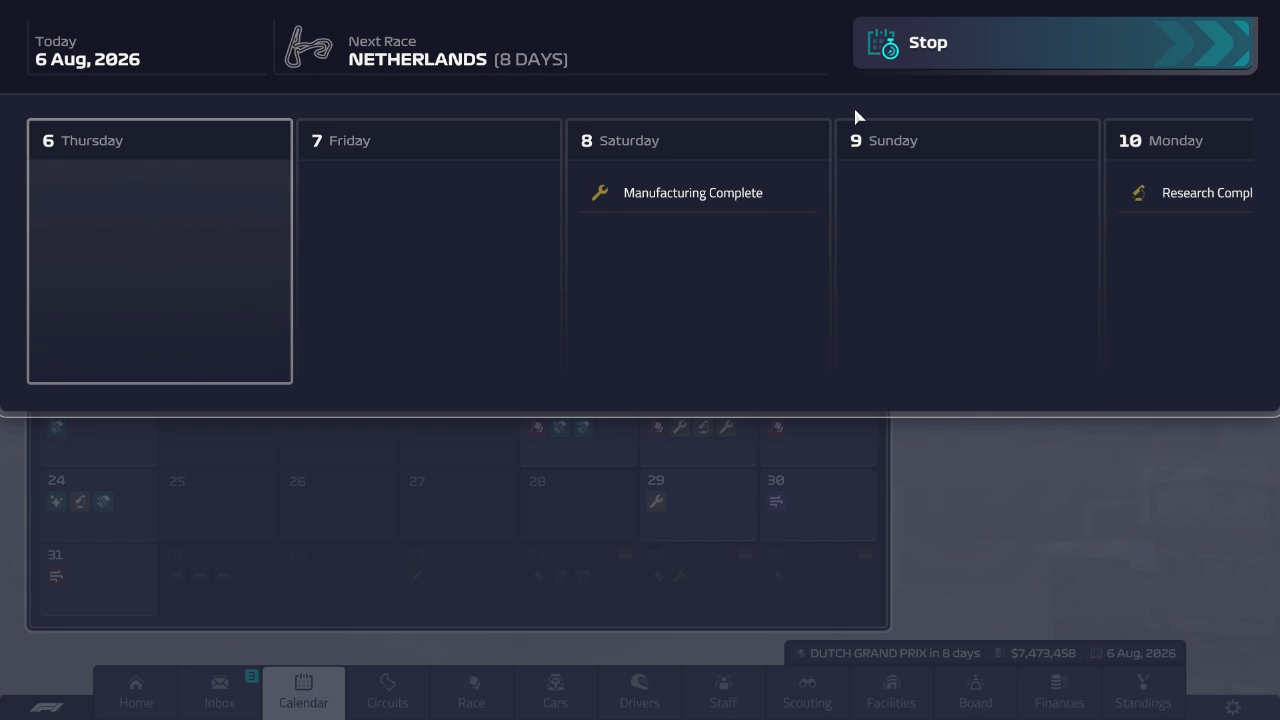 Today
6 Aug, 2026
Next Race
NETHERLANDS [8 DAYS]
Stop
6 Thursday
7 Friday
8 Saturday
9 Sunday
10 Monday
Manufacturing Complete
Research Compl
24
25
26
27
28
29
30
31
DUTCH GRAND PRIX in 8 days
$7,473,458
6 Aug, 2026
3
Home
Inbox
Calendar
Circuits
Race
Cars
Drivers
Staff
Scouting
Facilities
Board
Finances
Standings